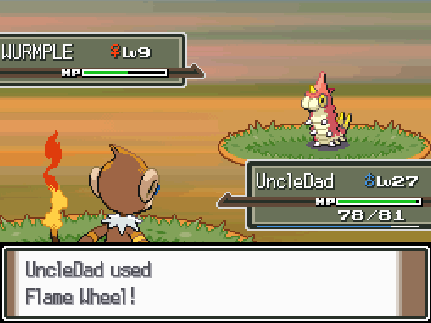 WURMPLE ♀Lv9
HP
UncleDad ♂Lv27
HP
78/81
UncleDad used
Flame Wheel!